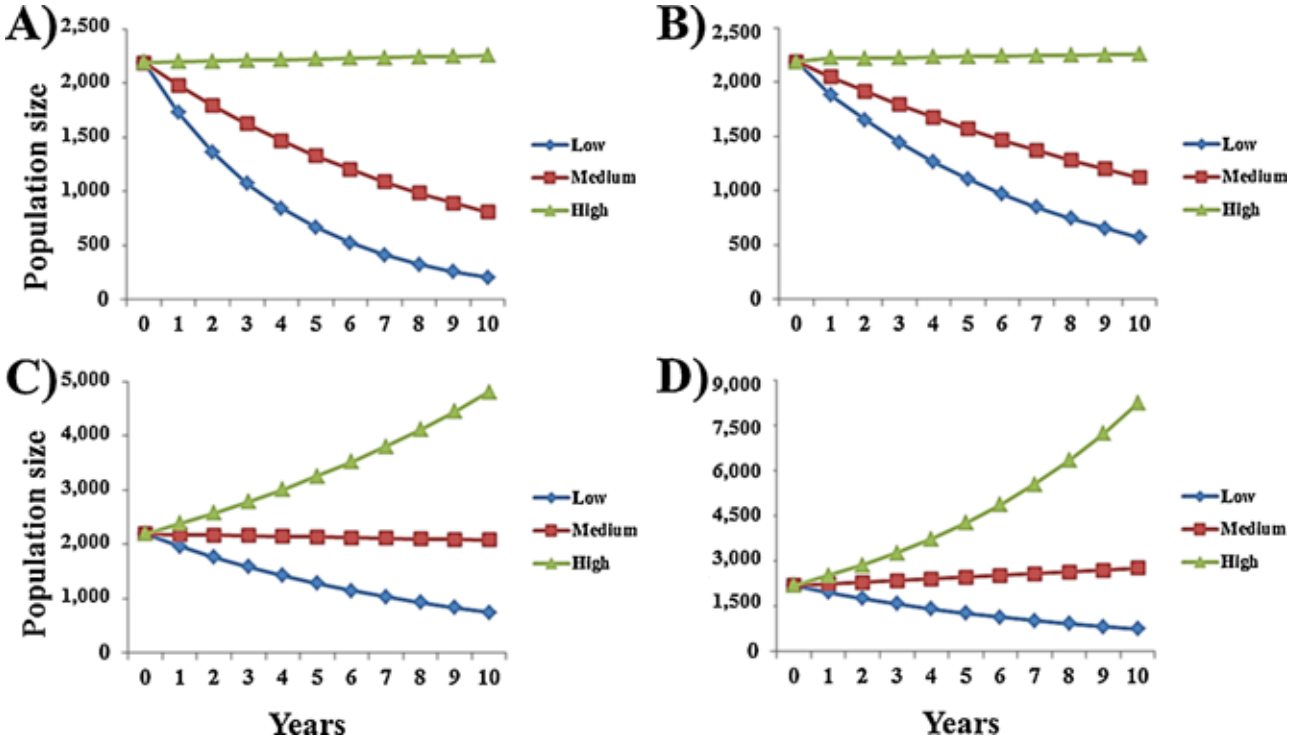 A)
Population size
2,500
2,000
1,500
1,000
500
0
0 1 2 3 4 5 6 7 8 9 10
Low
Medium
High
B)
2,500
2,000
1,500
1,000
500
0
0 1 2 3 4 5 6 7 8 9 10
Low
Medium
High
C)
Population size
5,000
4,000
3,000
2,000
1,000
0
0 1 2 3 4 5 6 7 8 9 10
Years
Low
Medium
High
D)
9,000
7,500
6,000
4,500
3,000
1,500
0
0 1 2 3 4 5 6 7 8 9 10
Years
Low
Medium
High